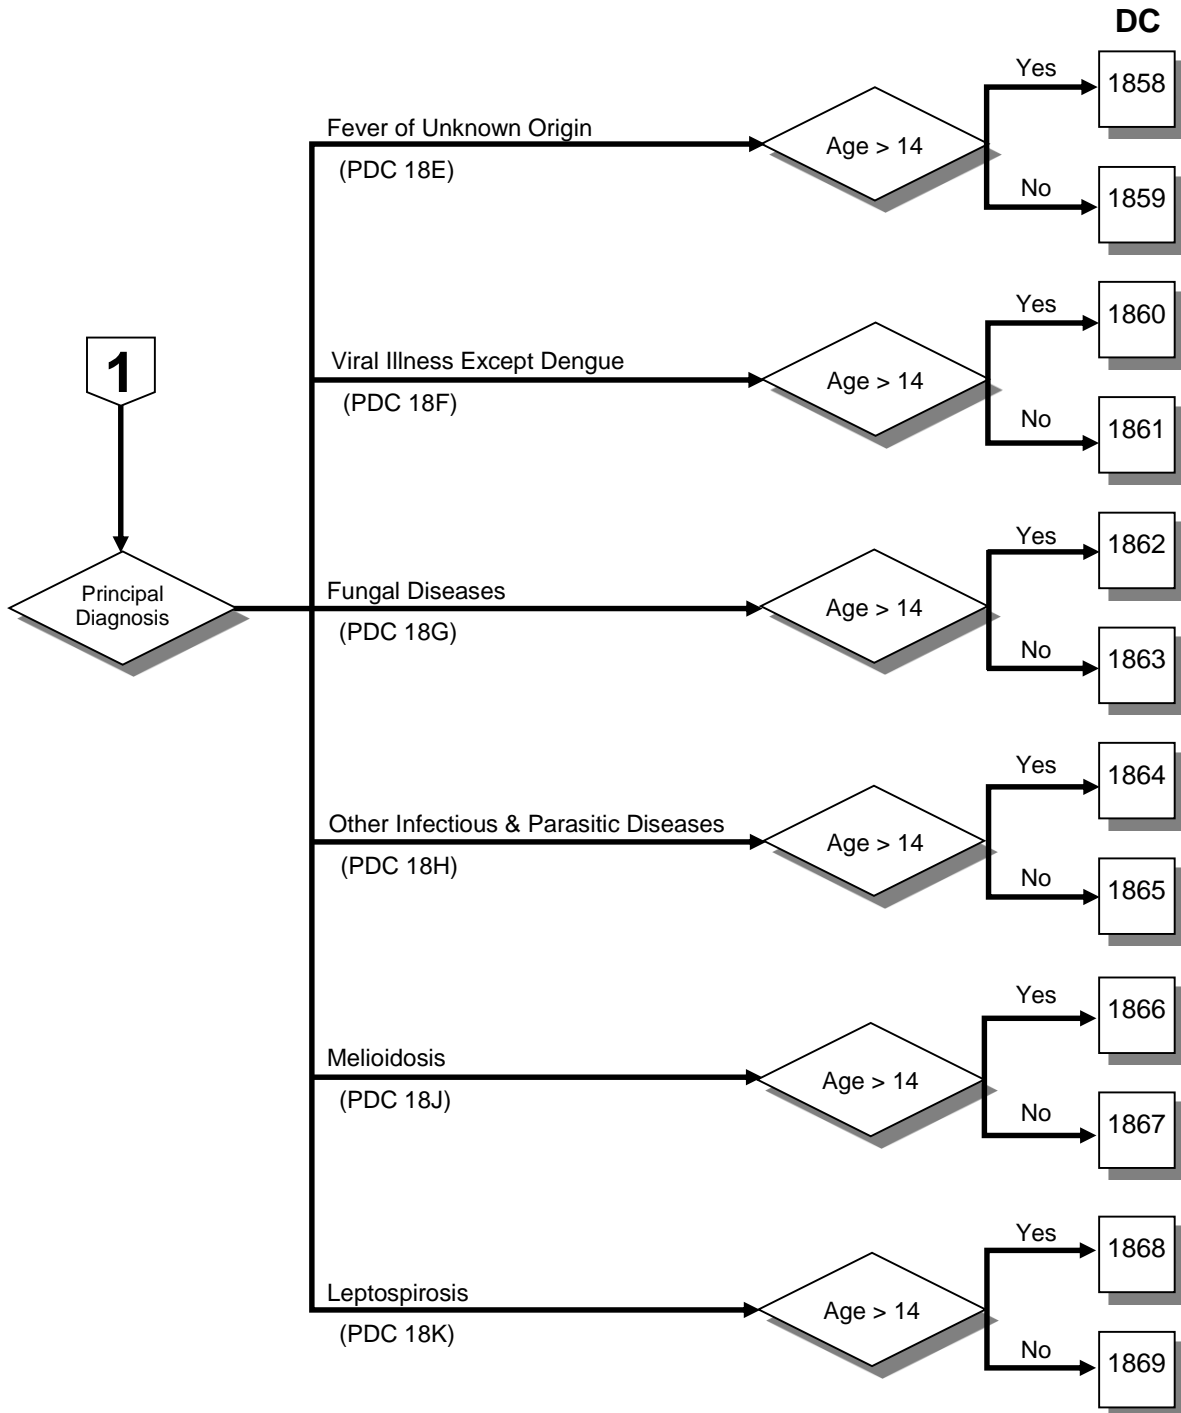 DC
Yes
1858
Fever of Unknown Origin
(PDC 18E)
Age > 14
No
1859
Yes
1860
Viral Illness Except Dengue
(PDC 18F)
Age > 14
No
1861
1
Principal
Diagnosis
Yes
1862
Fungal Diseases
(PDC 18G)
Age > 14
No
1863
Yes
1864
Other Infectious & Parasitic Diseases
(PDC 18H)
Age > 14
No
1865
Yes
1866
Melioidosis
(PDC 18J)
Age > 14
No
1867
Yes
1868
Leptospirosis
(PDC 18K)
Age > 14
No
1869